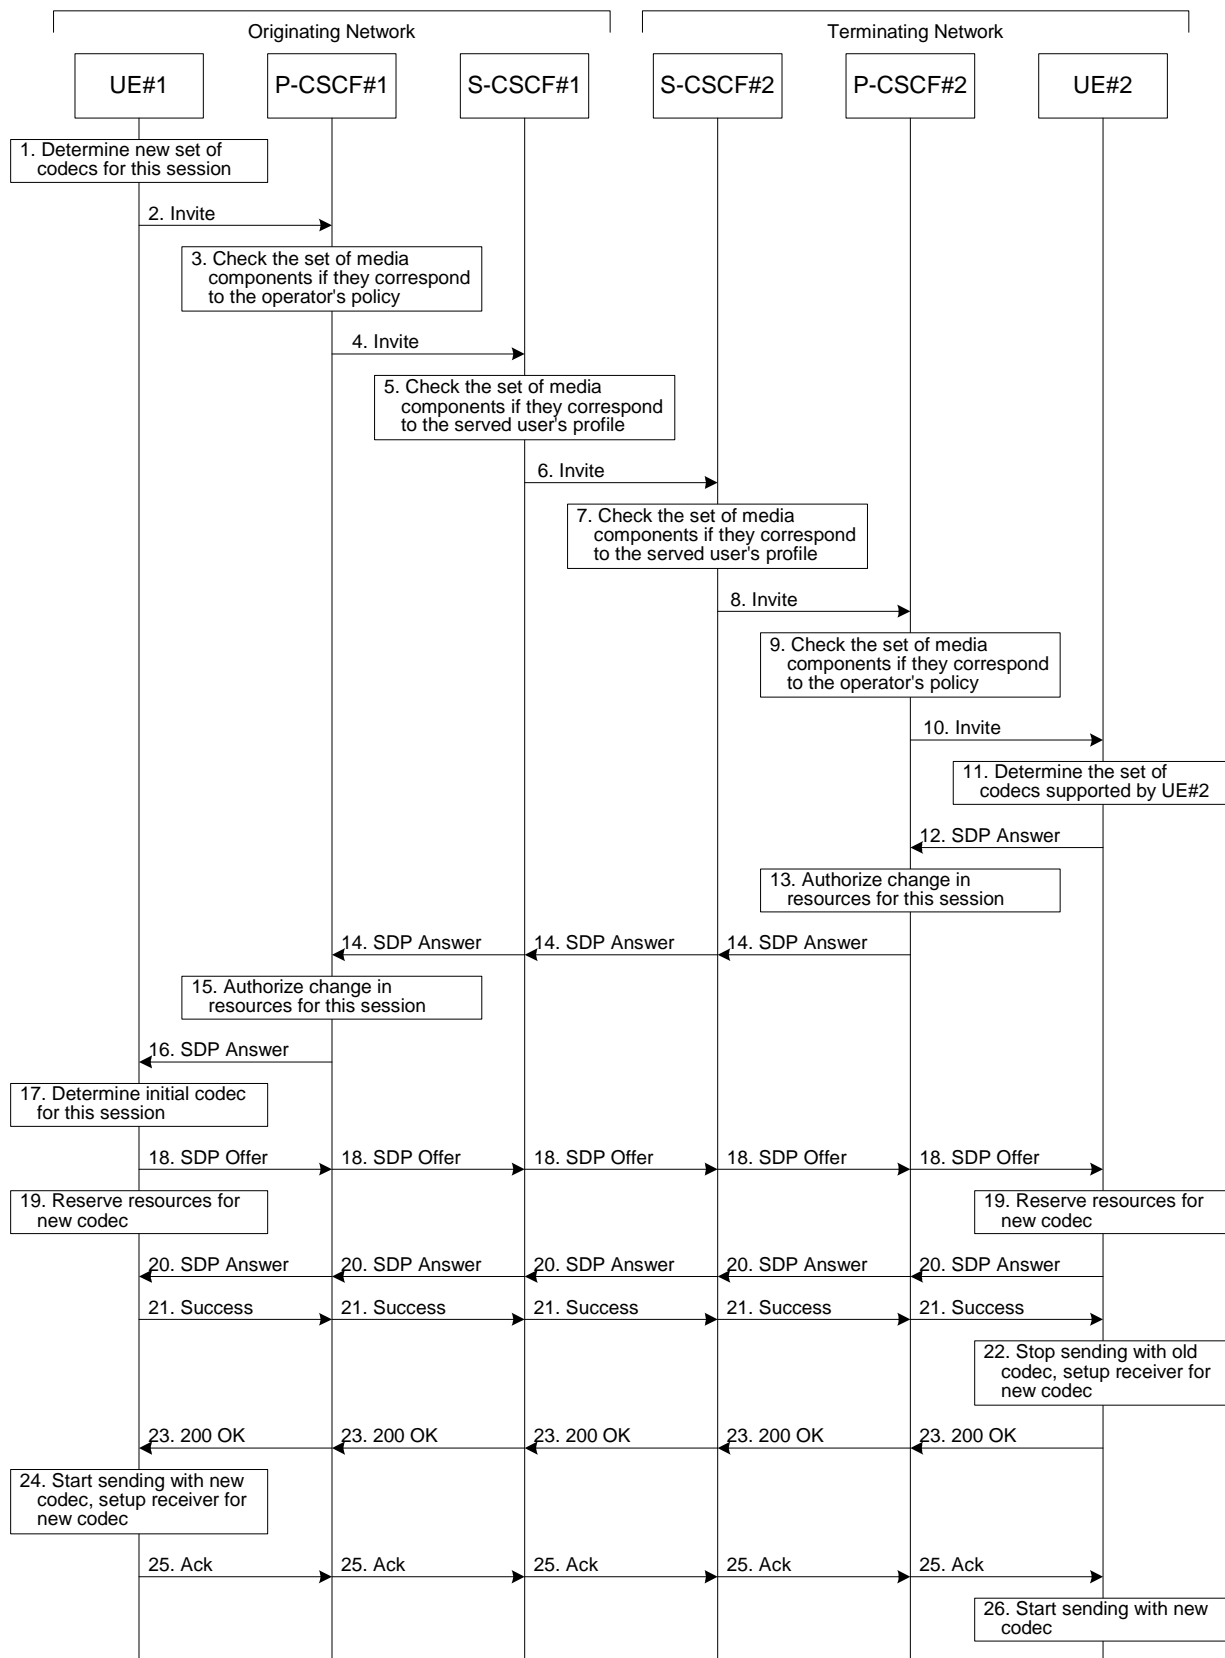 Originating Network
Terminating Network
UE#1
P-CSCF#1
S-CSCF#1
S-CSCF#2
P-CSCF#2
UE#2
1. Determine new set of
codecs for this session
2. Invite
3. Check the set of media
components if they correspond
to the operator's policy
4. Invite
5. Check the set of media
components if they correspond
to the served user's profile
6. Invite
7. Check the set of media
components if they correspond
to the served user's profile
8. Invite
9. Check the set of media
components if they correspond
to the operator's policy
10. Invite
11. Determine the set of
codecs supported by UE#2
12. SDP Answer
13. Authorize change in
resources for this session
14. SDP Answer
14. SDP Answer
14. SDP Answer
15. Authorize change in
resources for this session
16. SDP Answer
17. Determine initial codec
for this session
18. SDP Offer
18. SDP Offer
18. SDP Offer
18. SDP Offer
18. SDP Offer
19. Reserve resources for
new codec
19. Reserve resources for
new codec
20. SDP Answer
20. SDP Answer
20. SDP Answer
20. SDP Answer
20. SDP Answer
21. Success
21. Success
21. Success
21. Success
21. Success
22. Stop sending with old
codec, setup receiver for
new codec
23. 200 OK
23. 200 OK
23. 200 OK
23. 200 OK
23. 200 OK
24. Start sending with new
codec, setup receiver for
new codec
25. Ack
25. Ack
25. Ack
25. Ack
25. Ack
26. Start sending with new
codec